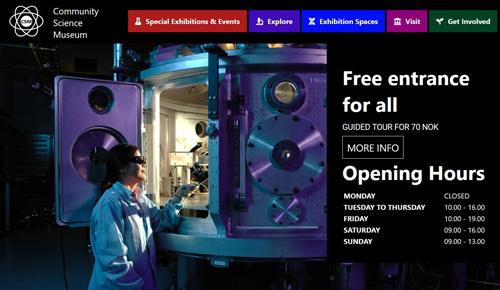 Community
Science
Museum
Special Exhibitions & Events
Explore
Exhibition Spaces
Visit
Get Involved
Free entrance
for all
GUIDED TOUR FOR 70 NOK
MORE INFO
Opening Hours
MONDAY CLOSED
TUESDAY TO THURSDAY 10.00 - 16.00
FRIDAY 10.00 - 19.00
SATURDAY 09.00 - 16.00
SUNDAY 09.00 - 13.00